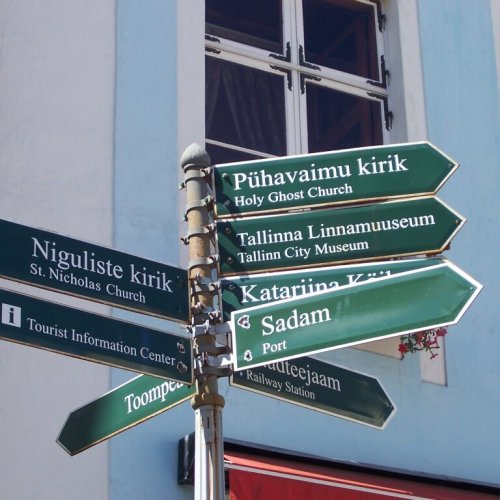 Pühavaimu kirik
Holy Ghost Church
Tallinna Linnamuuseum
Tallinn City Museum
Niguliste kirik
St. Nicholas Church
Katariina
Sadam
Port
i
Tourist Information Center
Railway Station